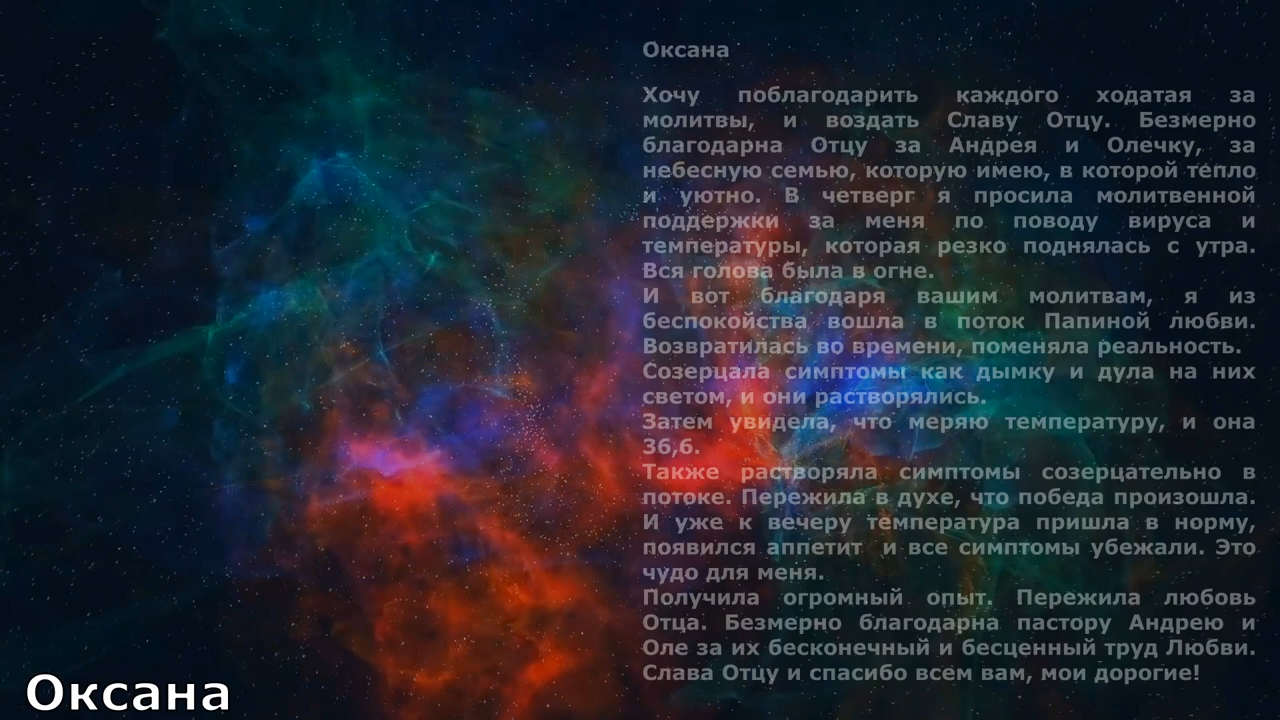 Оксана
Хочу поблагодарить каждого ходатая за
молитвы, и воздать Славу Отцу. Безмерно
благодарна Отцу за Андрея и Олечку, за
небесную семью, которую имею, в которой тепло
и уютно. В четверг я просила молитвенной
поддержки за меня по поводу вируса и
температуры, которая резко поднялась с утра.
Вся голова была в огне.
И вот благодаря вашим молитвам, я из
беспокойства вошла в поток Папиной любви.
Возвратилась во времени, поменяла реальность.
Созерцала симптомы как дымку и дула на них
светом, и они растворялись.
Затем увидела, что меряю температуру, и она
36,6.
Также растворяла симптомы созерцательно в
потоке. Пережила в духе, что победа произошла.
И уже к вечеру температура пришла в норму,
появился аппетит  и все симптомы убежали. Это
чудо для меня.
Получила огромный опыт. Пережила любовь
Отца. Безмерно благодарна пастору Андрею и
Оле за их бесконечный и бесценный труд Любви.
Слава Отцу и спасибо всем вам, мои дорогие!
Оксана